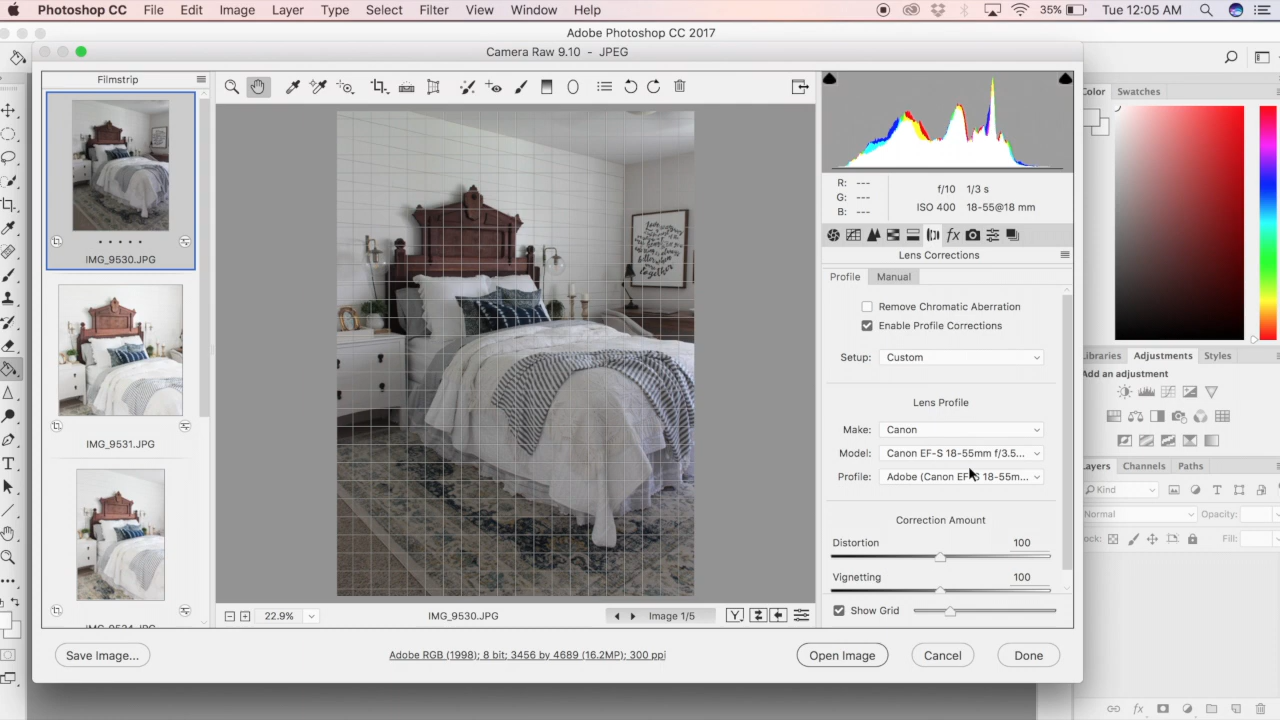 Photoshop CC File Edit Image Layer Type Select Filter View Window Help 35% Tue 12:05 AM
Adobe Photoshop CC 2017
Camera Raw 9.10 - JPEG
Filmstrip
IMG_9530.JPG
IMG_9531.JPG
22.9%
IMG_9530.JPG
Image 1/5
Save Image...
Adobe RGB (1998); 8 bit; 3456 by 4689 (16.2MP); 300 ppi
Open Image
Cancel
Done
R: ---
G: ---
B: ---
f/10 1/3 s
ISO 400 18-55@18 mm
fx
Lens Corrections
Profile Manual
Remove Chromatic Aberration
Enable Profile Corrections
Setup: Custom
Lens Profile
Make: Canon
Model: Canon EF-S 18-55mm f/3.5...
Profile: Adobe (Canon EF-S 18-55m...
Correction Amount
Distortion 100
Vignetting 100
Show Grid
Color Swatches
Libraries Adjustments Styles
Add an adjustment
Layers Channels Paths
Kind
Normal Opacity:
ock: Fill:
fx